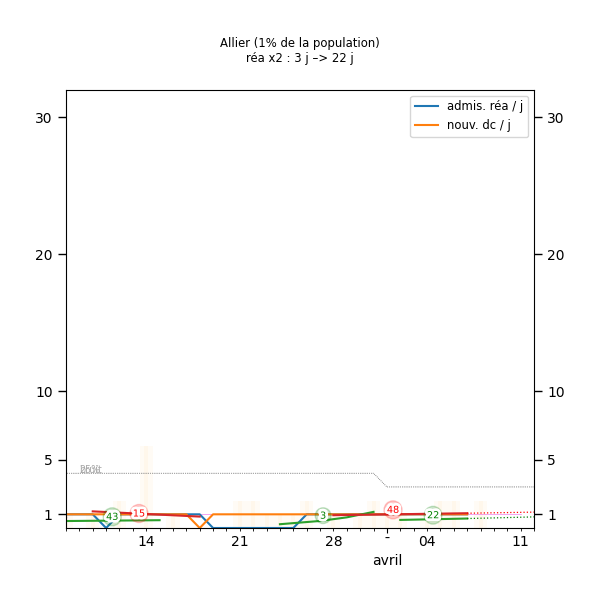 Allier (1% de la population)
réa x2 : 3 j –> 22 j
admis. réa / j
nouv. dc / j
30 30
20 20
10 10
5 5
1 1
43 15 3 48 22
14 21 28 - 04 11
avril